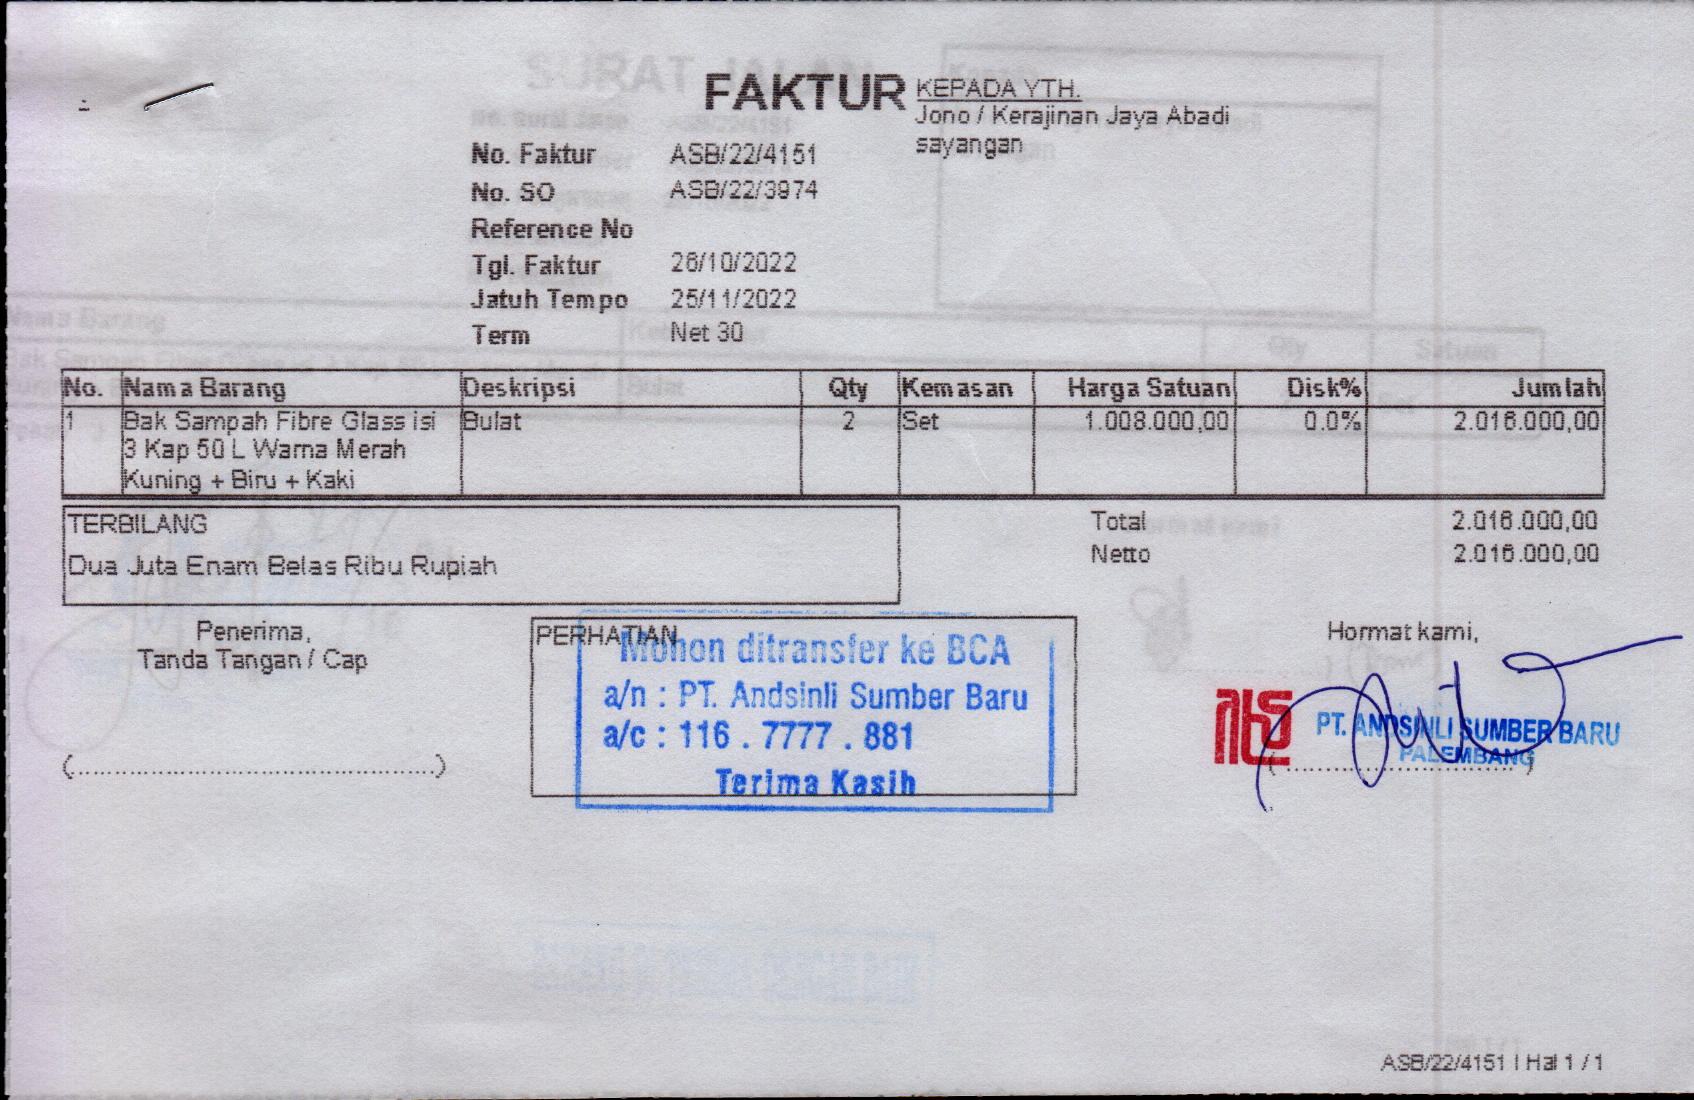 FAKTUR
KEPADA YTH.
Jono / Kerajinan Jaya Abadi
sayangan
No. Faktur ASB/22/4151
No. SO ASB/22/3974
Reference No
Tgl. Faktur 26/10/2022
Jatuh Tempo 25/11/2022
Term Net 30
No. Nama Barang Deskripsi Qty Kemasan Harga Satuan Disk% Jumlah
1 Bak Sampah Fibre Glass isi Bulat 2 Set 1.008.000,00 0.0% 2.016.000,00
3 Kap 50 L Warna Merah
Kuning + Biru + Kaki
TERBILANG
Dua Juta Enam Belas Ribu Rupiah
Total 2.016.000,00
Netto 2.016.000,00
Penerima,
Tanda Tangan / Cap
(..................................................)
PERHATIAN
Mohon ditransfer ke BCA
a/n : PT. Andsinli Sumber Baru
a/c : 116 . 7777 . 881
Terima Kasih
Hormat kami,
PT. ANDSINLI SUMBER BARU
PALEMBANG
ASB/22/4151 | Hal 1 / 1